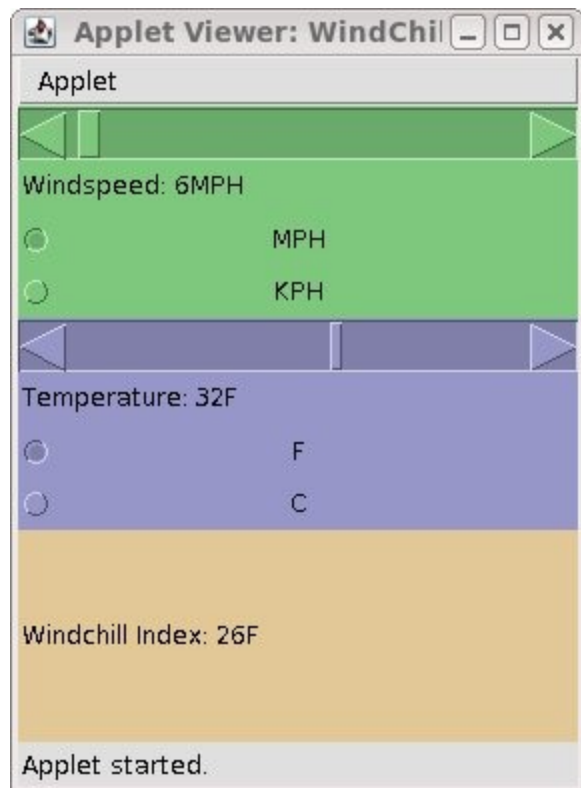 Applet Viewer: WindChil
Applet
Windspeed: 6MPH
MPH
KPH
Temperature: 32F
F
C
Windchill Index: 26F
Applet started.